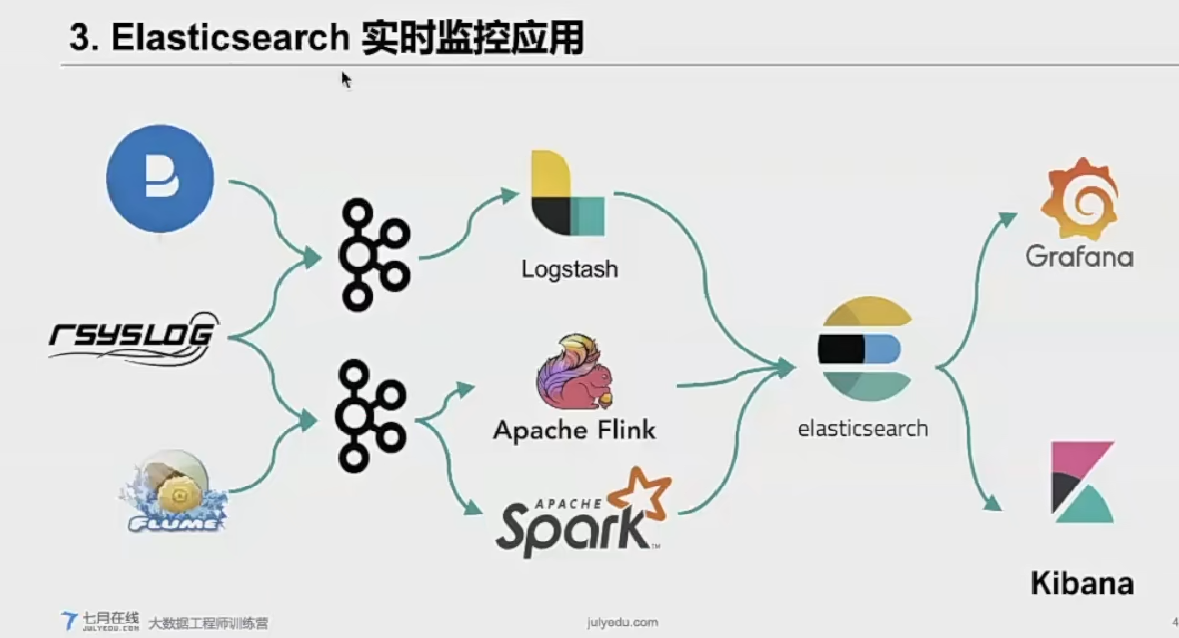 3. Elasticsearch 实时监控应用
B
Logstash
Grafana
rsyslog
Apache Flink
elasticsearch
FLUME
APACHE
Spark™
Kibana
七月在线
JULYEDU.COM
大数据工程师训练营
julyedu.com
4